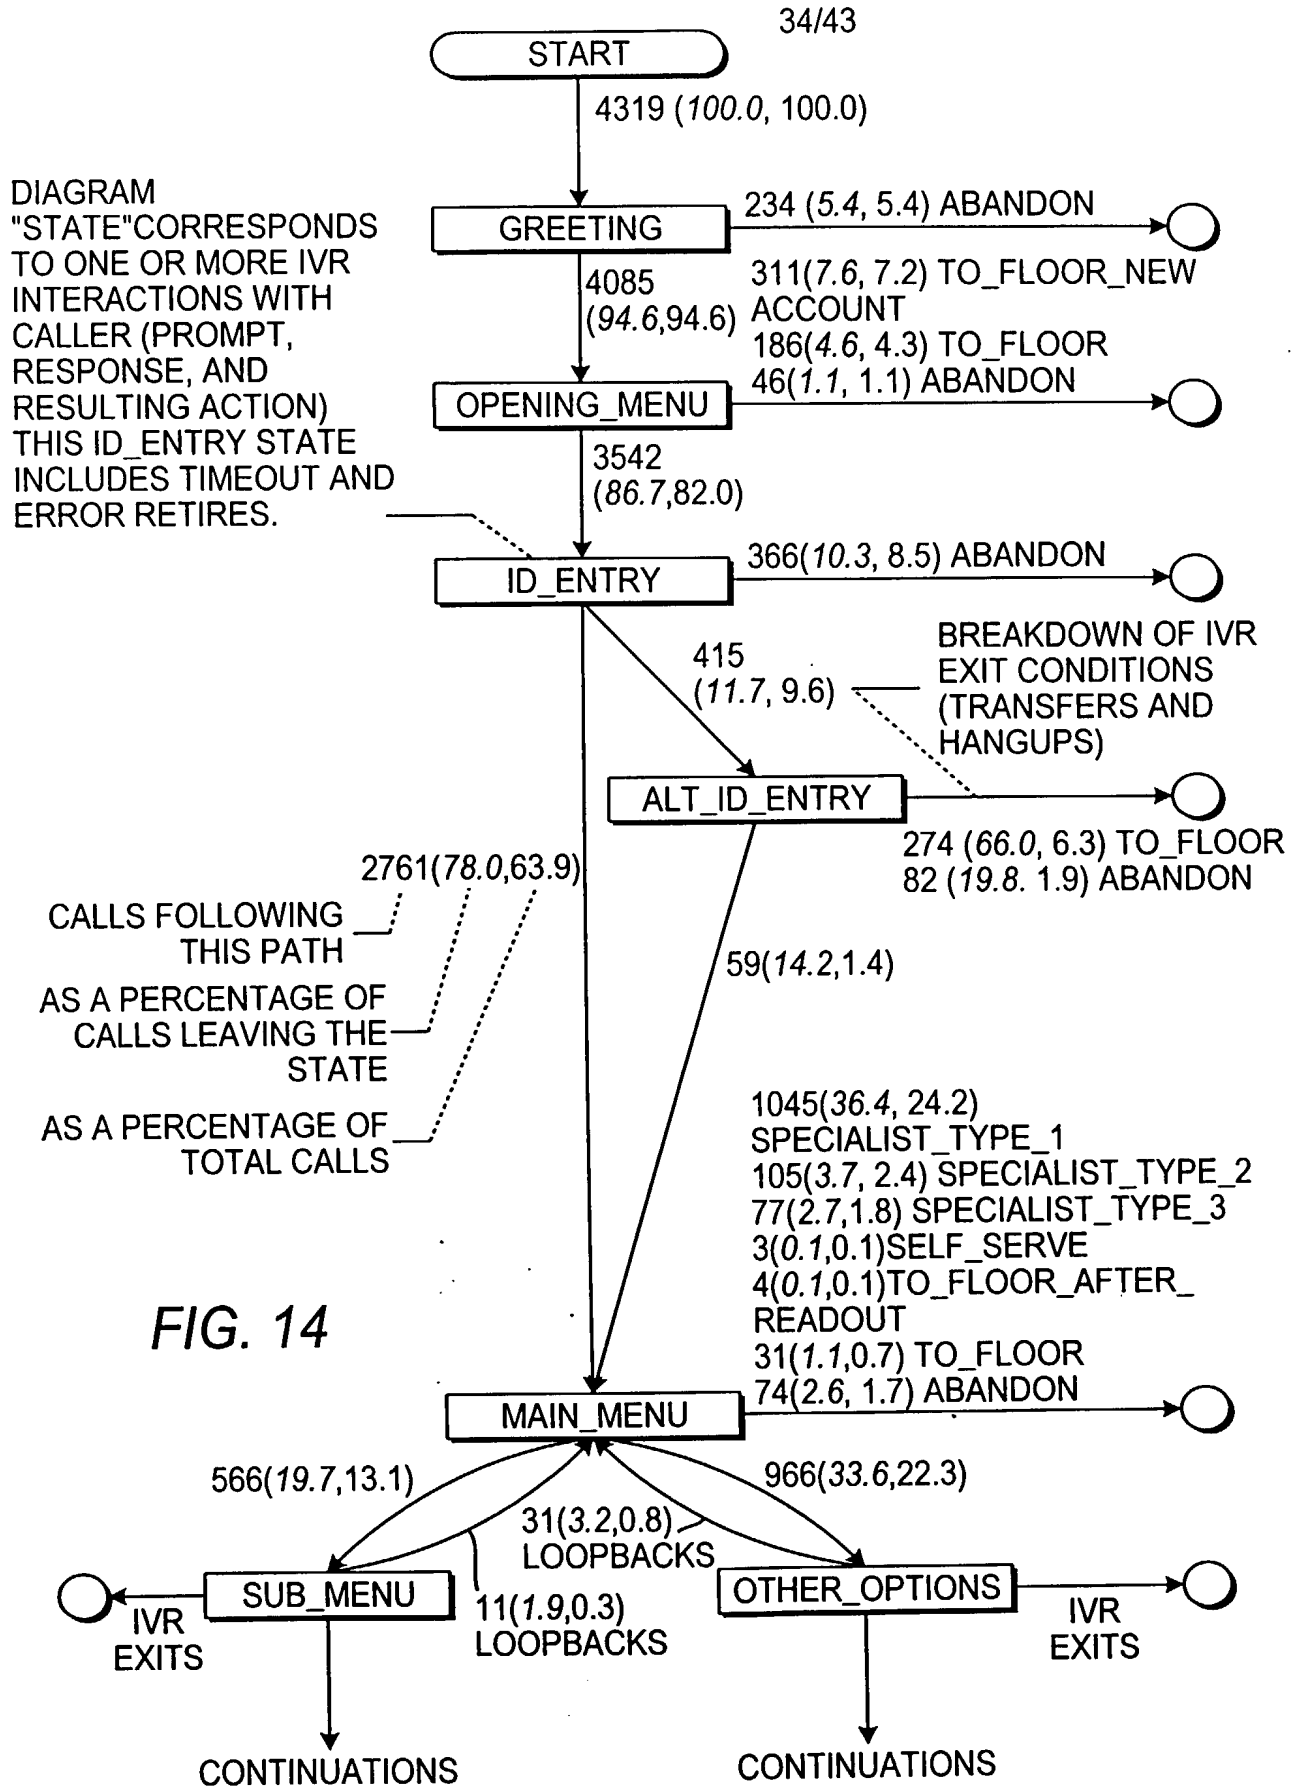 34/43
START
4319 (100.0, 100.0)
DIAGRAM
"STATE"CORRESPONDS
TO ONE OR MORE IVR
INTERACTIONS WITH
CALLER (PROMPT,
RESPONSE, AND
RESULTING ACTION)
THIS ID_ENTRY STATE
INCLUDES TIMEOUT AND
ERROR RETIRES.
GREETING
234 (5.4, 5.4) ABANDON
4085
(94.6,94.6)
311(7.6, 7.2) TO_FLOOR_NEW
ACCOUNT
186(4.6, 4.3) TO_FLOOR
46(1.1, 1.1) ABANDON
OPENING_MENU
3542
(86.7,82.0)
ID_ENTRY
366(10.3, 8.5) ABANDON
415
(11.7, 9.6)
BREAKDOWN OF IVR
EXIT CONDITIONS
(TRANSFERS AND
HANGUPS)
ALT_ID_ENTRY
274 (66.0, 6.3) TO_FLOOR
82 (19.8. 1.9) ABANDON
2761(78.0,63.9)
CALLS FOLLOWING
THIS PATH
AS A PERCENTAGE OF
CALLS LEAVING THE
STATE
AS A PERCENTAGE OF
TOTAL CALLS
59(14.2,1.4)
1045(36.4, 24.2)
SPECIALIST_TYPE_1
105(3.7, 2.4) SPECIALIST_TYPE_2
77(2.7,1.8) SPECIALIST_TYPE_3
3(0.1,0.1)SELF_SERVE
4(0.1,0.1)TO_FLOOR_AFTER_
READOUT
31(1.1,0.7) TO_FLOOR
74(2.6, 1.7) ABANDON
FIG. 14
MAIN_MENU
566(19.7,13.1)
966(33.6,22.3)
31(3.2,0.8)
LOOPBACKS
SUB_MENU
11(1.9,0.3)
LOOPBACKS
OTHER_OPTIONS
IVR
EXITS
IVR
EXITS
CONTINUATIONS
CONTINUATIONS